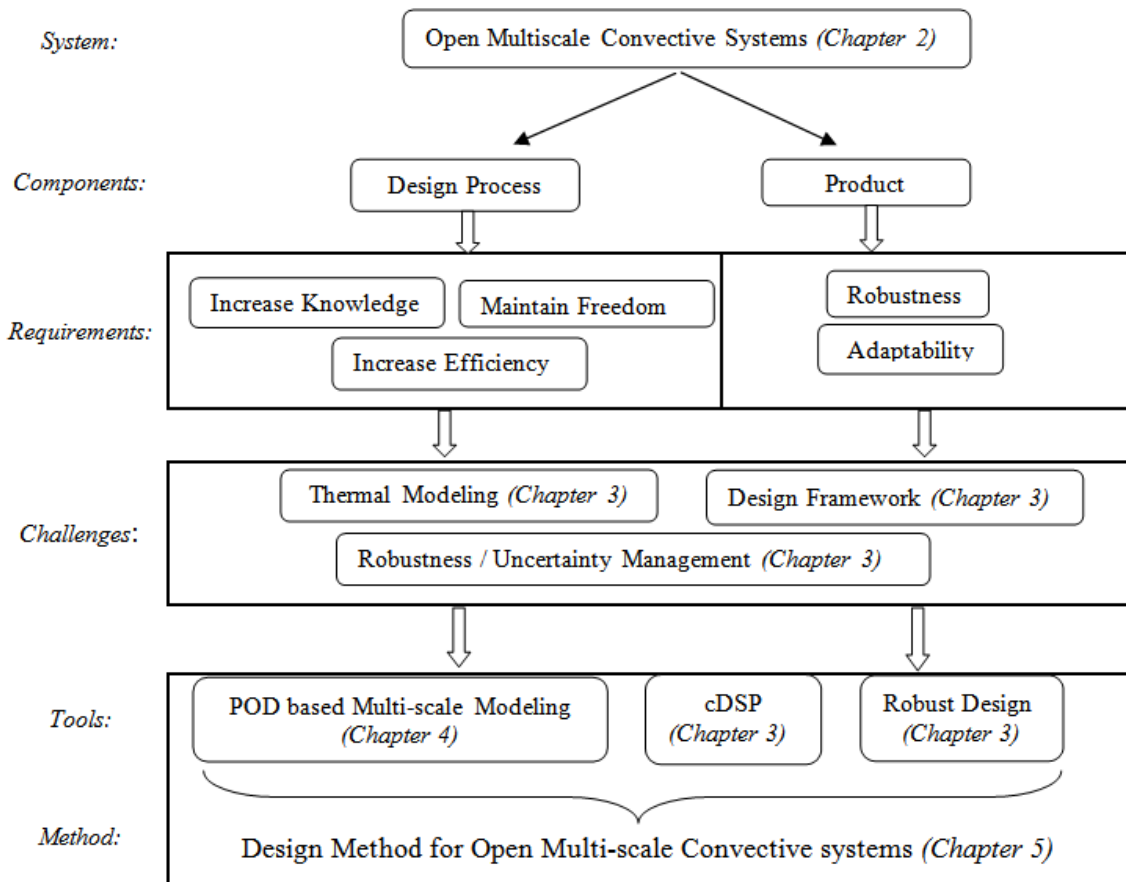 System:
Open Multiscale Convective Systems (Chapter 2)
Components:
Design Process
Product
Requirements:
Increase Knowledge
Maintain Freedom
Increase Efficiency
Robustness
Adaptability
Challenges:
Thermal Modeling (Chapter 3)
Design Framework (Chapter 3)
Robustness / Uncertainty Management (Chapter 3)
Tools:
POD based Multi-scale Modeling
(Chapter 4)
cDSP
(Chapter 3)
Robust Design
(Chapter 3)
Method:
Design Method for Open Multi-scale Convective systems (Chapter 5)